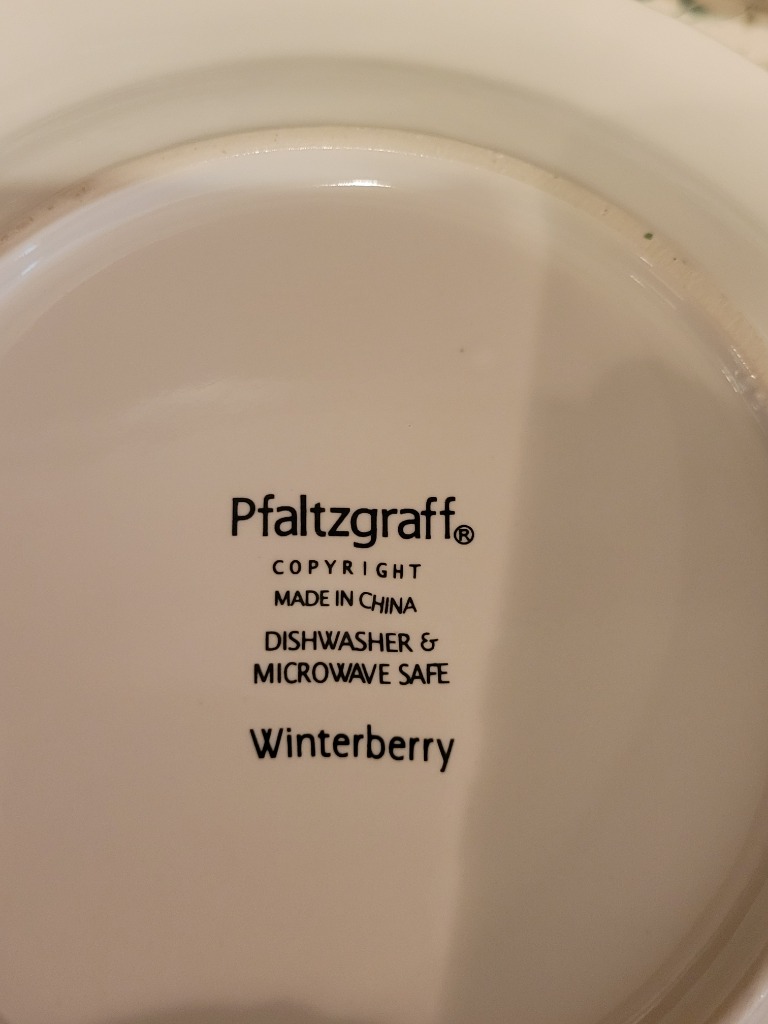 Pfaltzgraff®
COPYRIGHT
MADE IN CHINA
DISHWASHER &
MICROWAVE SAFE
Winterberry